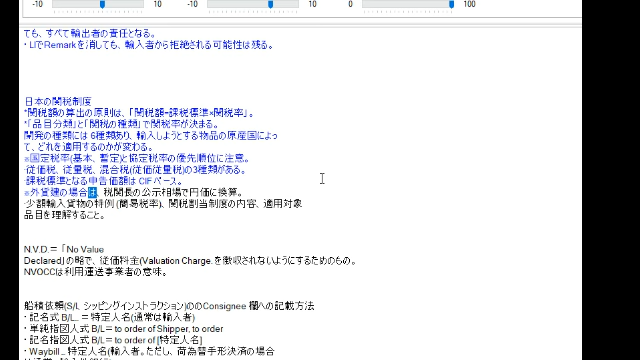 -10
10
-10
10
0
100
ても、すべて輸出者の責任となる。
・LIでRemarkを消しても、輸入者から拒絶される可能性は残る。
日本の関税制度
*関税額の算出の原則は、「関税額=課税標準×関税率」。
*「品目分類」と「関税の種類」で関税率が決まる。
関発の種類には 6種類あり、輸入しようとする物品の原産国によっ
て、どれを適用するのかが変わる。
※国定税率(基本、暫定)と協定税率の優先順位に注意。
・従価税、従量税、混合税(従価従量税)の3種類がある。
・課税標準となる申告価額は CIFベース。
※外貨建の場合は、税関長の公示相場で円価に換算。
・少額輸入貨物の特例(簡易税率)、関税割当制度の内容、適用対象
品目を理解すること。
N.V.D.＝「No Value
Declared」の略で、従価料金(Valuation Charge.を徴収されないようにするためのもの。
NVOCCは利用運送事業者の意味。
船積依頼(S/I. シッピングインストラクション)ののConsignee 欄への記載方法
・記名式 B/L.. = 特定人名(通常は輸入者)
・単純指図人式 B/L= to order of Shipper, to order
・記名指図人式 B/L= to order of [特定人名]
・Waybill.. 特定人名(輸入者。ただし、荷為替手形決済の場合